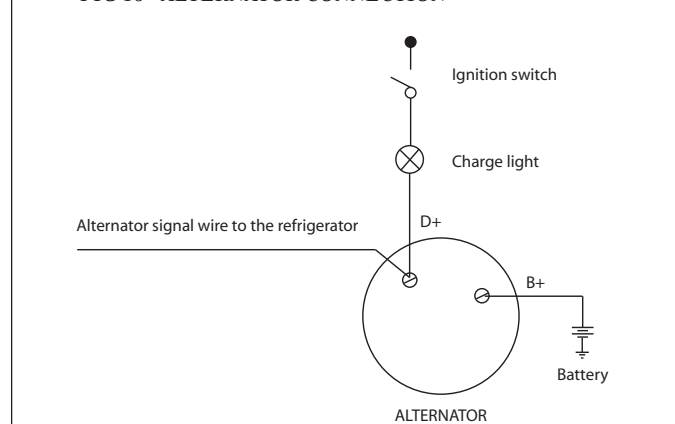 Ignition switch
Charge light
Alternator signal wire to the refrigerator
D+
B+
Battery
ALTERNATOR